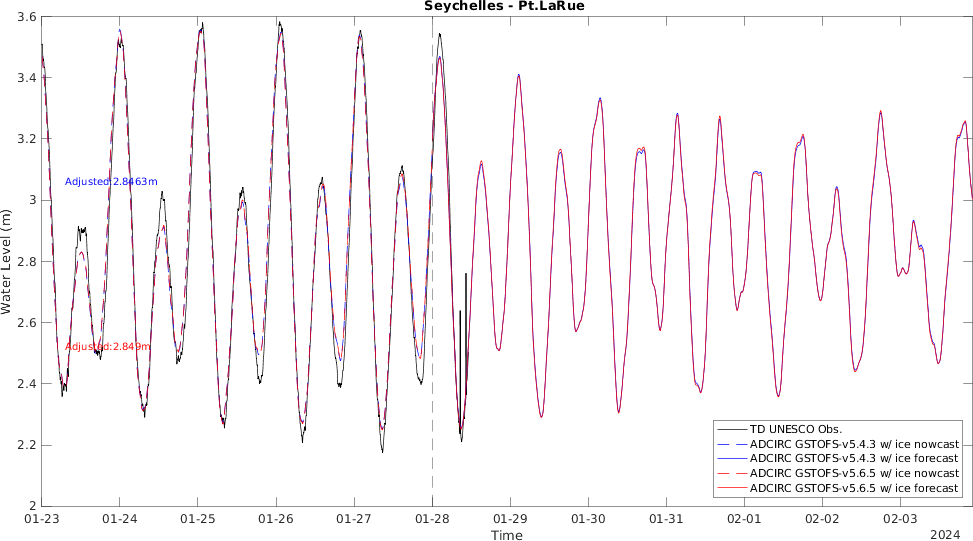 Seychelles - Pt.LaRue
3.6
3.4
3.2
3
2.8
2.6
2.4
2.2
2
Water Level (m)
Adjusted:2.8463m
Adjusted:2.849m
TD UNESCO Obs.
ADCIRC GSTOFS-v5.4.3 w/ ice nowcast
ADCIRC GSTOFS-v5.4.3 w/ ice forecast
ADCIRC GSTOFS-v5.6.5 w/ ice nowcast
ADCIRC GSTOFS-v5.6.5 w/ ice forecast
01-23 01-24 01-25 01-26 01-27 01-28 01-29 01-30 01-31 02-01 02-02 02-03
Time
2024